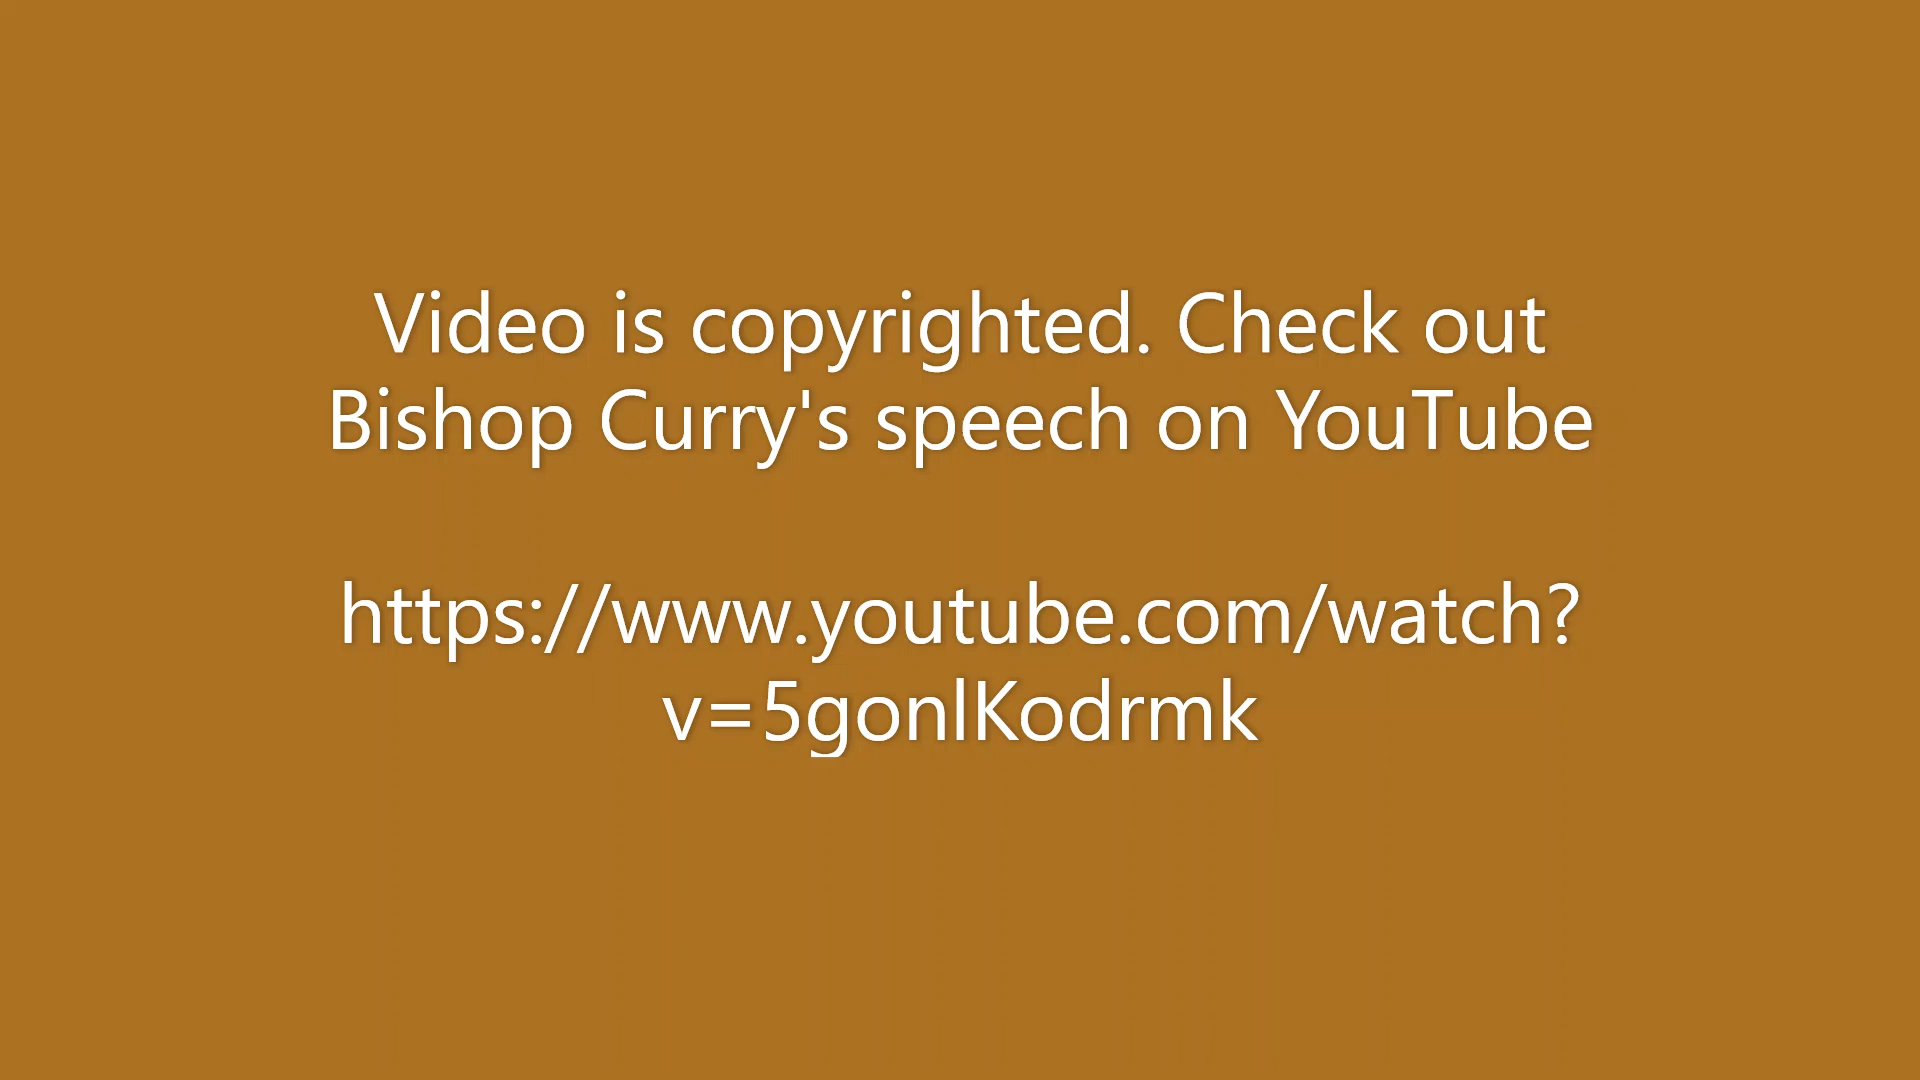 Video is copyrighted. Check out
Bishop Curry's speech on YouTube
https://www.youtube.com/watch?
v=5gonlKodrmk